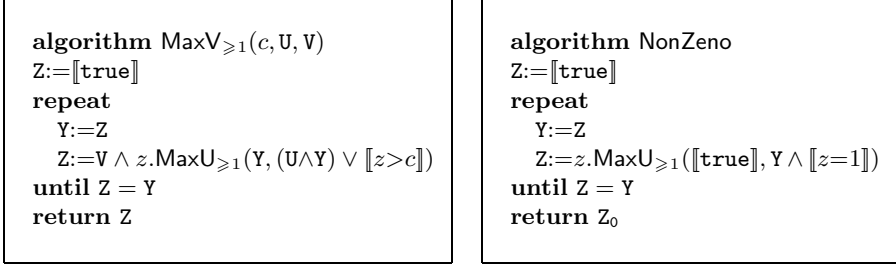 algorithm MaxV⩾1(c, U, V)
Z:=⟦true⟧
repeat
Y:=Z
Z:=V ∧ z.MaxU⩾1(Y, (U∧Y) ∨ ⟦z>c⟧)
until Z = Y
return Z
algorithm NonZeno
Z:=⟦true⟧
repeat
Y:=Z
Z:=z.MaxU⩾1(⟦true⟧, Y ∧ ⟦z=1⟧)
until Z = Y
return Z₀